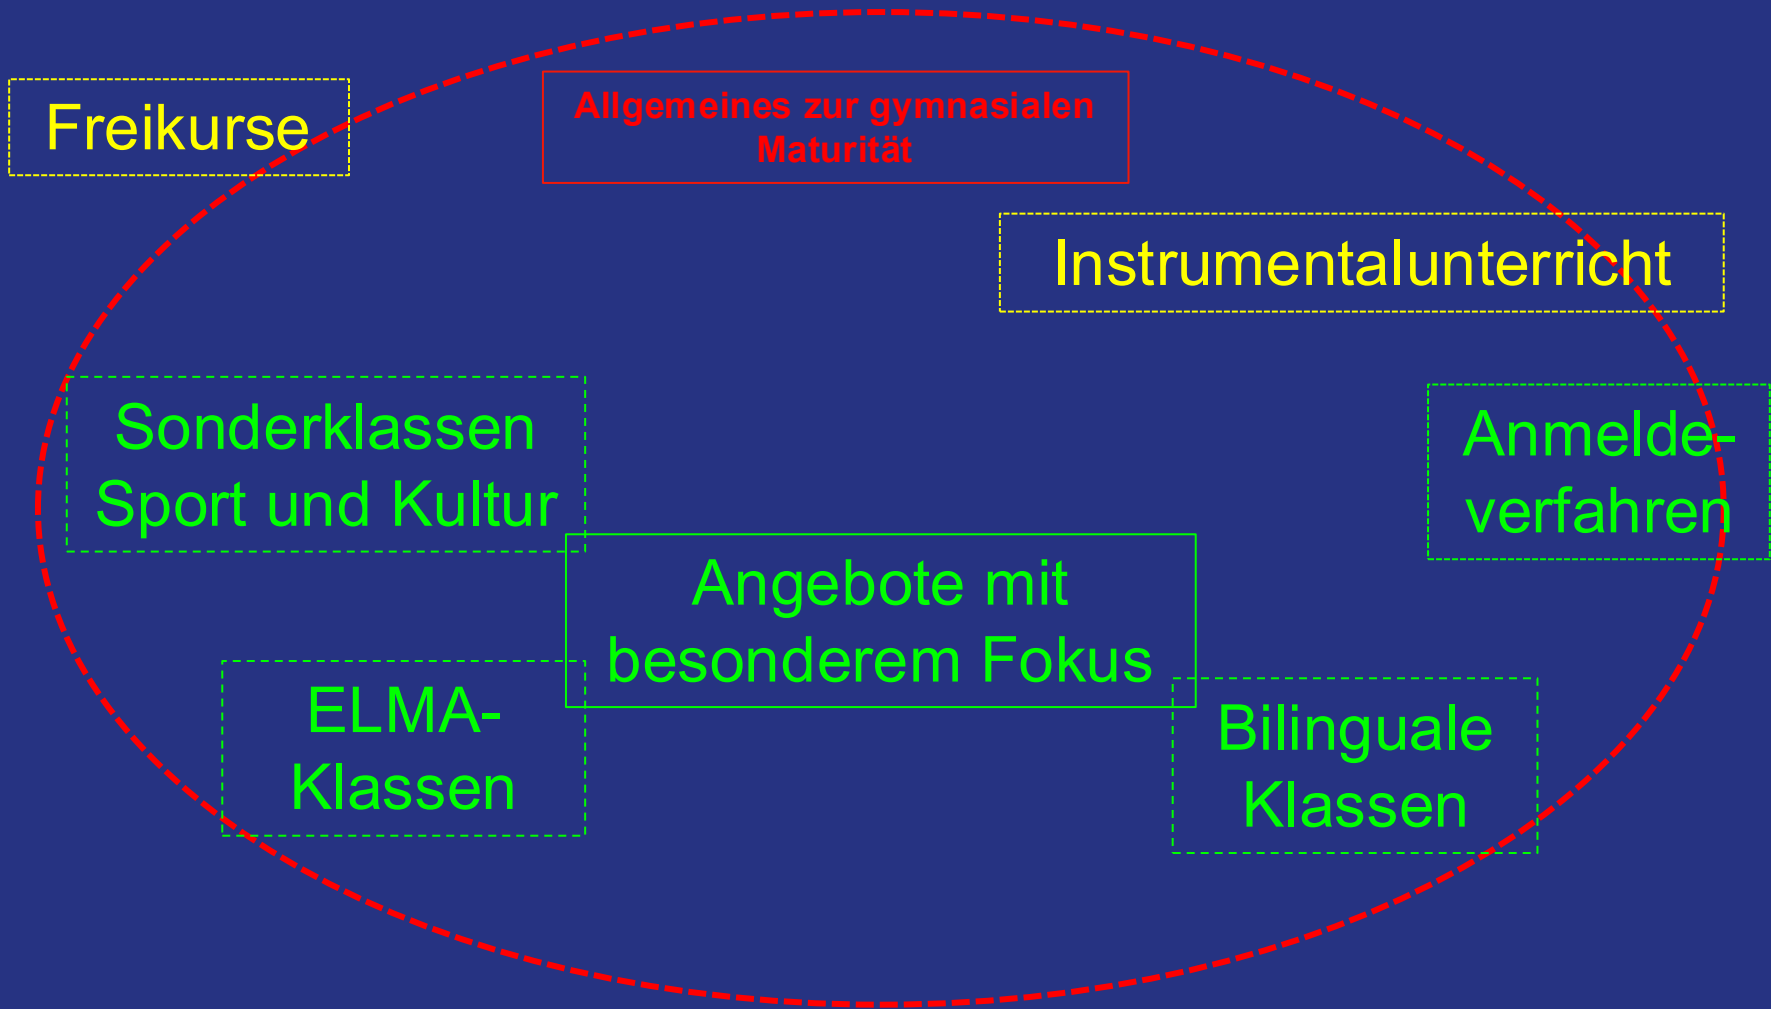 Freikurse
Allgemeines zur gymnasialen
Maturität
Instrumentalunterricht
Sonderklassen
Sport und Kultur
Anmelde-
verfahren
Angebote mit
besonderem Fokus
ELMA-
Klassen
Bilinguale
Klassen